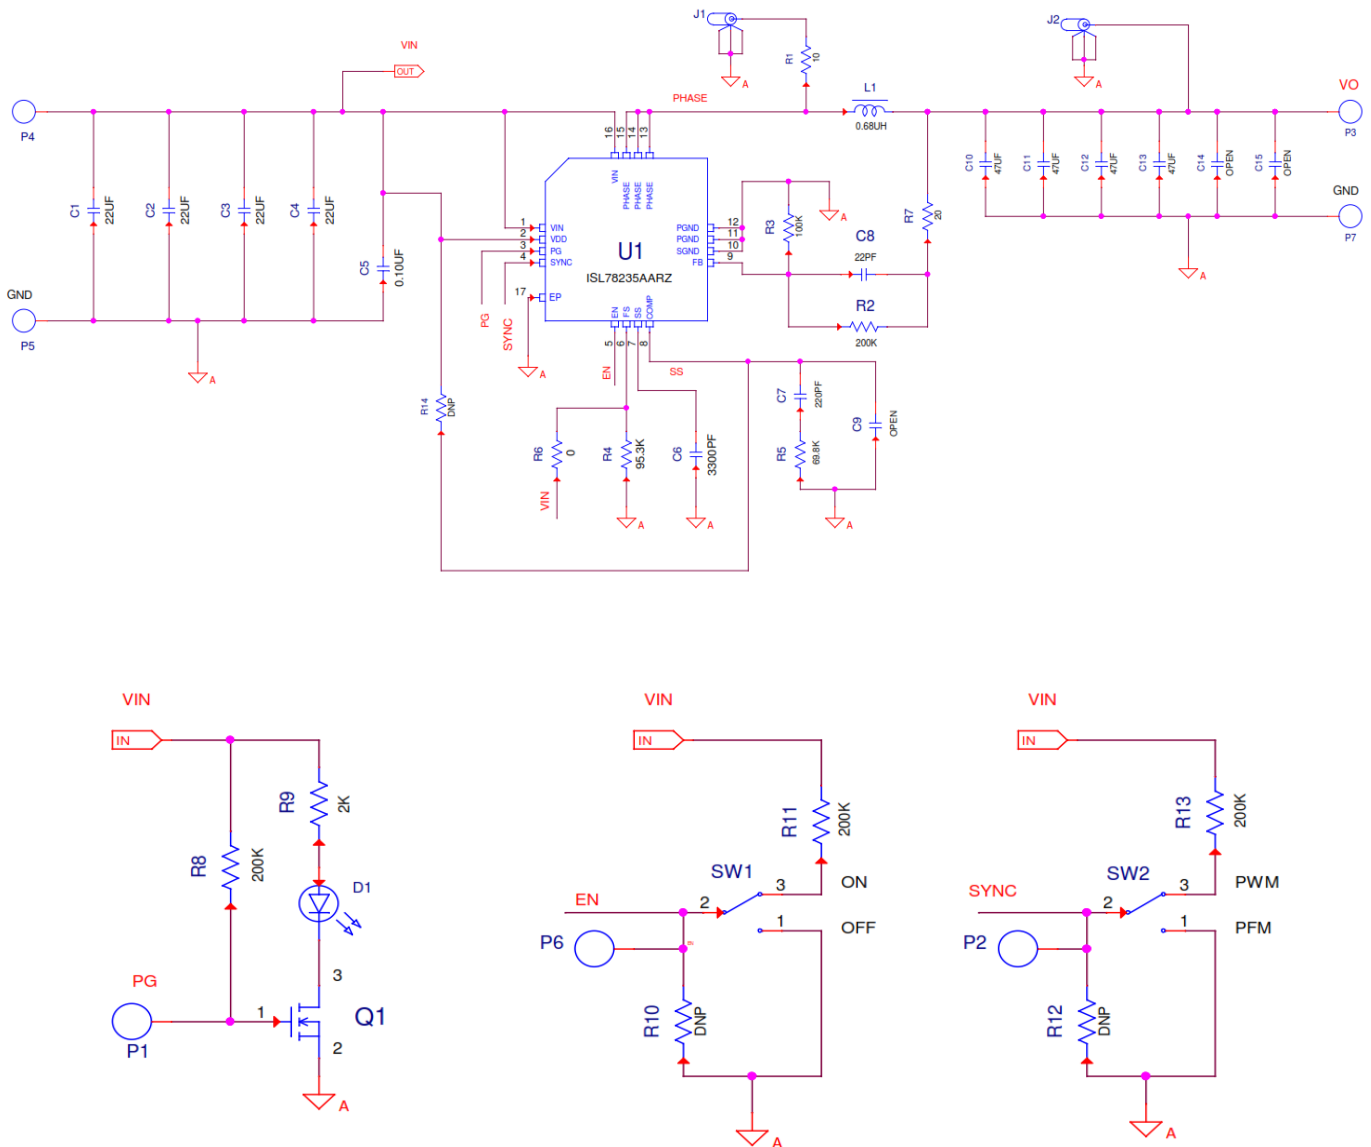 J1
J2
VIN
OUT
R1
10
VO
PHASE
L1
0.68UH
P4
P3
16
15
14
13
VIN
PHASE
PHASE
PHASE
C10
47UF
C11
47UF
C12
47UF
C13
47UF
C14
OPEN
C15
OPEN
GND
P7
C1
22UF
C2
22UF
C3
22UF
C4
22UF
C5
0.10UF
1
2
3
4
17
VIN
VDD
PG
SYNC
EP
U1
ISL78235AARZ
PGND
PGND
SGND
FB
12
11
10
9
R3
100K
A
C8
22PF
R7
20
R2
200K
A
A
A
GND
P5
A
PG
SYNC
A
EN
FS
SS
COMP
5
6
7
8
EN
SS
R14
DNP
R6
0
VIN
R4
95.3K
A
C6
3300PF
A
C7
220PF
R5
69.8K
C9
OPEN
A
VIN
IN
R9
2K
R8
200K
D1
3
PG
1
Q1
2
P1
A
VIN
IN
R11
200K
SW1
3
ON
EN
2
1
OFF
P6
R10
DNP
A
VIN
IN
R13
200K
SW2
3
PWM
SYNC
2
1
PFM
P2
R12
DNP
A